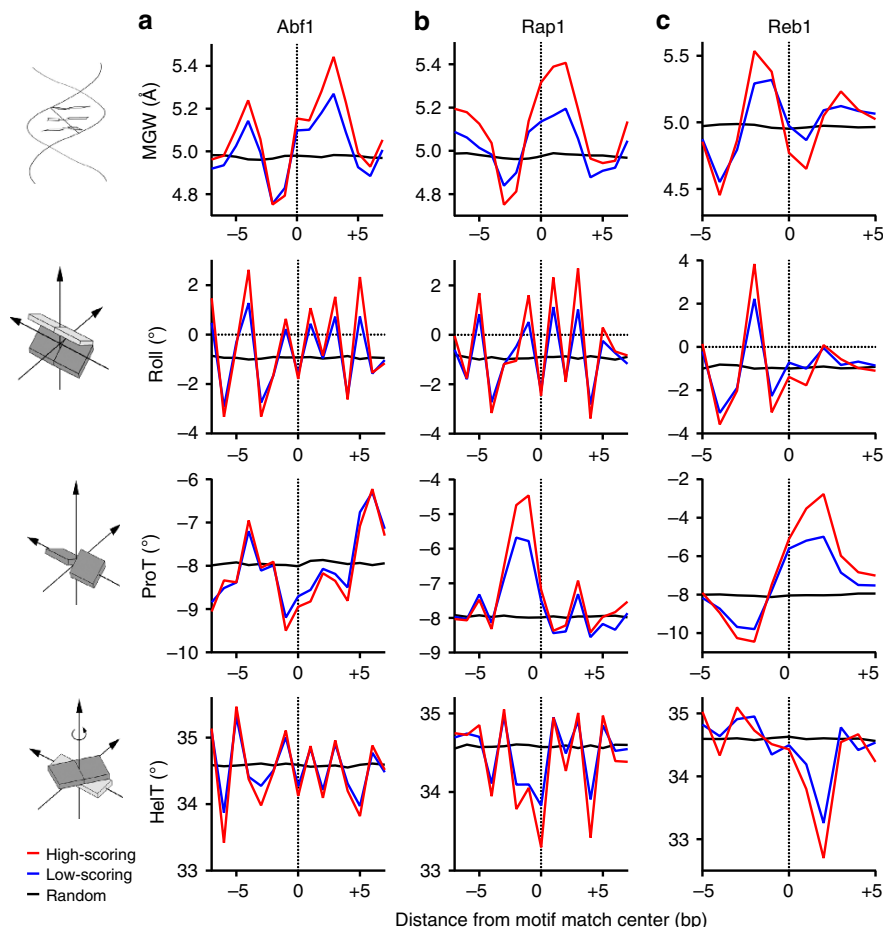 a Abf1 b Rap1 c Reb1
MGW (Å)
5.4
5.2
5.0
4.8
–5 0 +5
5.4
5.2
5.0
4.8
–5 0 +5
5.5
5.0
4.5
–5 0 +5
Roll (°)
2
0
–2
–4
–5 0 +5
2
0
–2
–4
–5 0 +5
4
2
0
–2
–4
–5 0 +5
ProT (°)
–6
–7
–8
–9
–10
–5 0 +5
–4
–5
–6
–7
–8
–9
–5 0 +5
–2
–4
–6
–8
–10
–5 0 +5
HelT (°)
35
34
33
–5 0 +5
35
34
33
–5 0 +5
35
34
33
–5 0 +5
High-scoring
Low-scoring
Random
Distance from motif match center (bp)